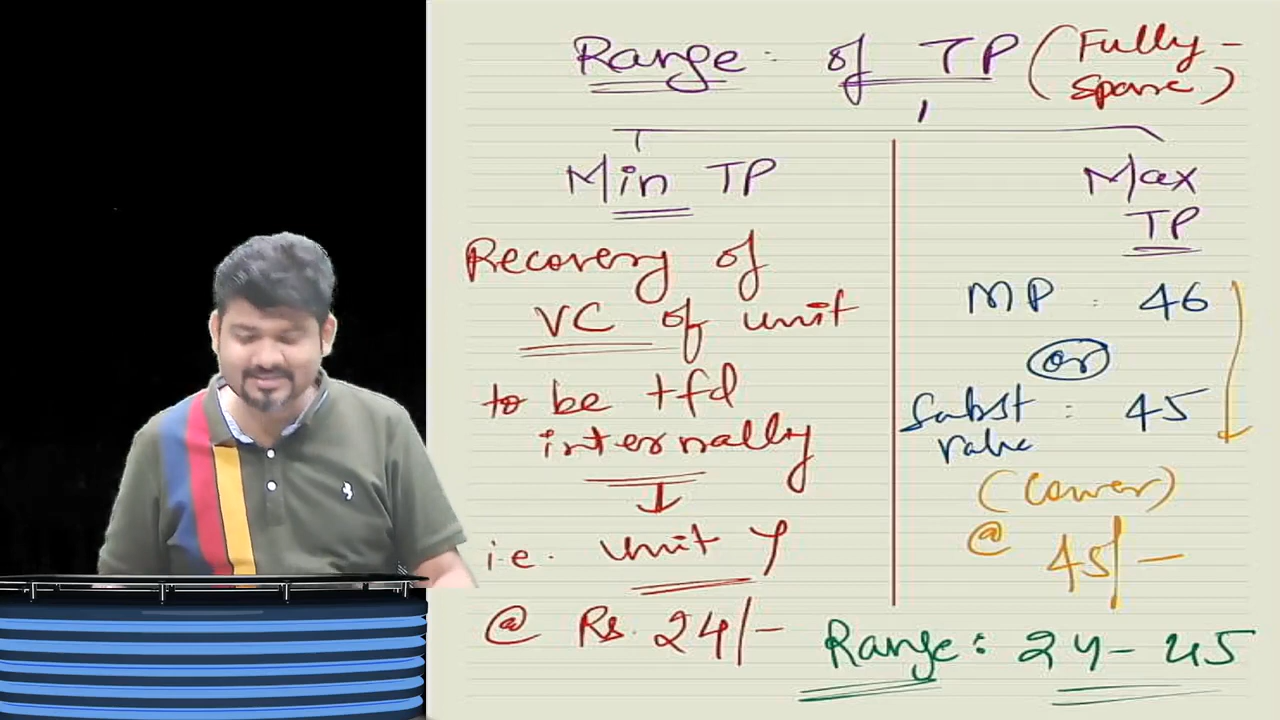 Range: of TP (Fully-
Spare)
Min TP
Recovery of
VC of unit
to be tfd
internally
i.e. Unit Y
@ Rs. 24/-
Max
TP
MP : 46
or
Subst : 45
value
(Lower)
@ 45/-
Range: 24-45